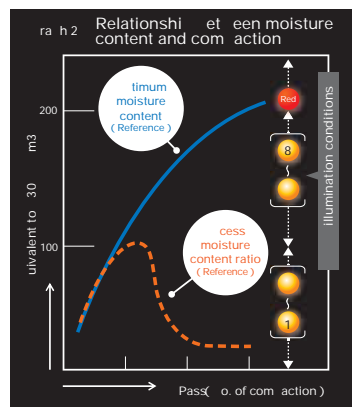 ra h2 Relationshi et een moisture
content and com action
timum
moisture
content
(Reference)
Red
200
8
illumination conditions
uivalent to 30 m3
cess
moisture
content ratio
(Reference)
100
1
Pass( o. of com action)